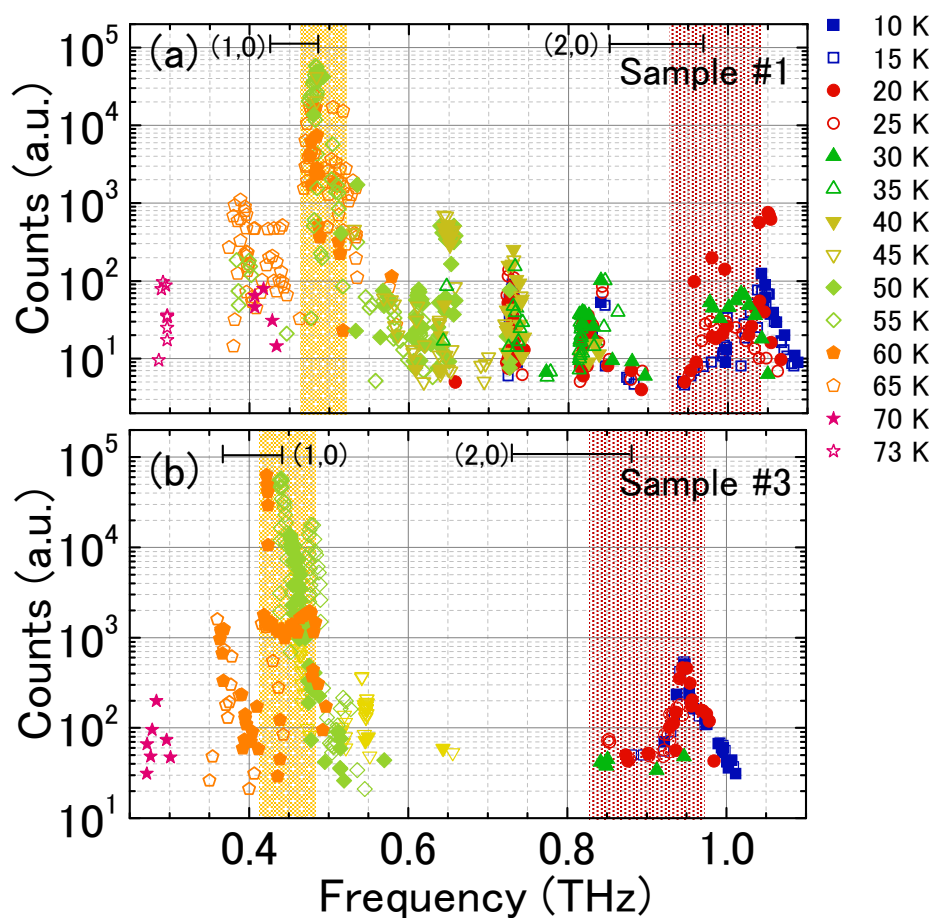 (a)
(1,0)
(2,0)
Sample #1
Counts (a.u.)
10^5
10^4
10^3
10^2
10^1
10 K
15 K
20 K
25 K
30 K
35 K
40 K
45 K
50 K
55 K
60 K
65 K
70 K
73 K
(b)
(1,0)
(2,0)
Sample #3
Counts (a.u.)
10^5
10^4
10^3
10^2
10^1
0.4 0.6 0.8 1.0
Frequency (THz)